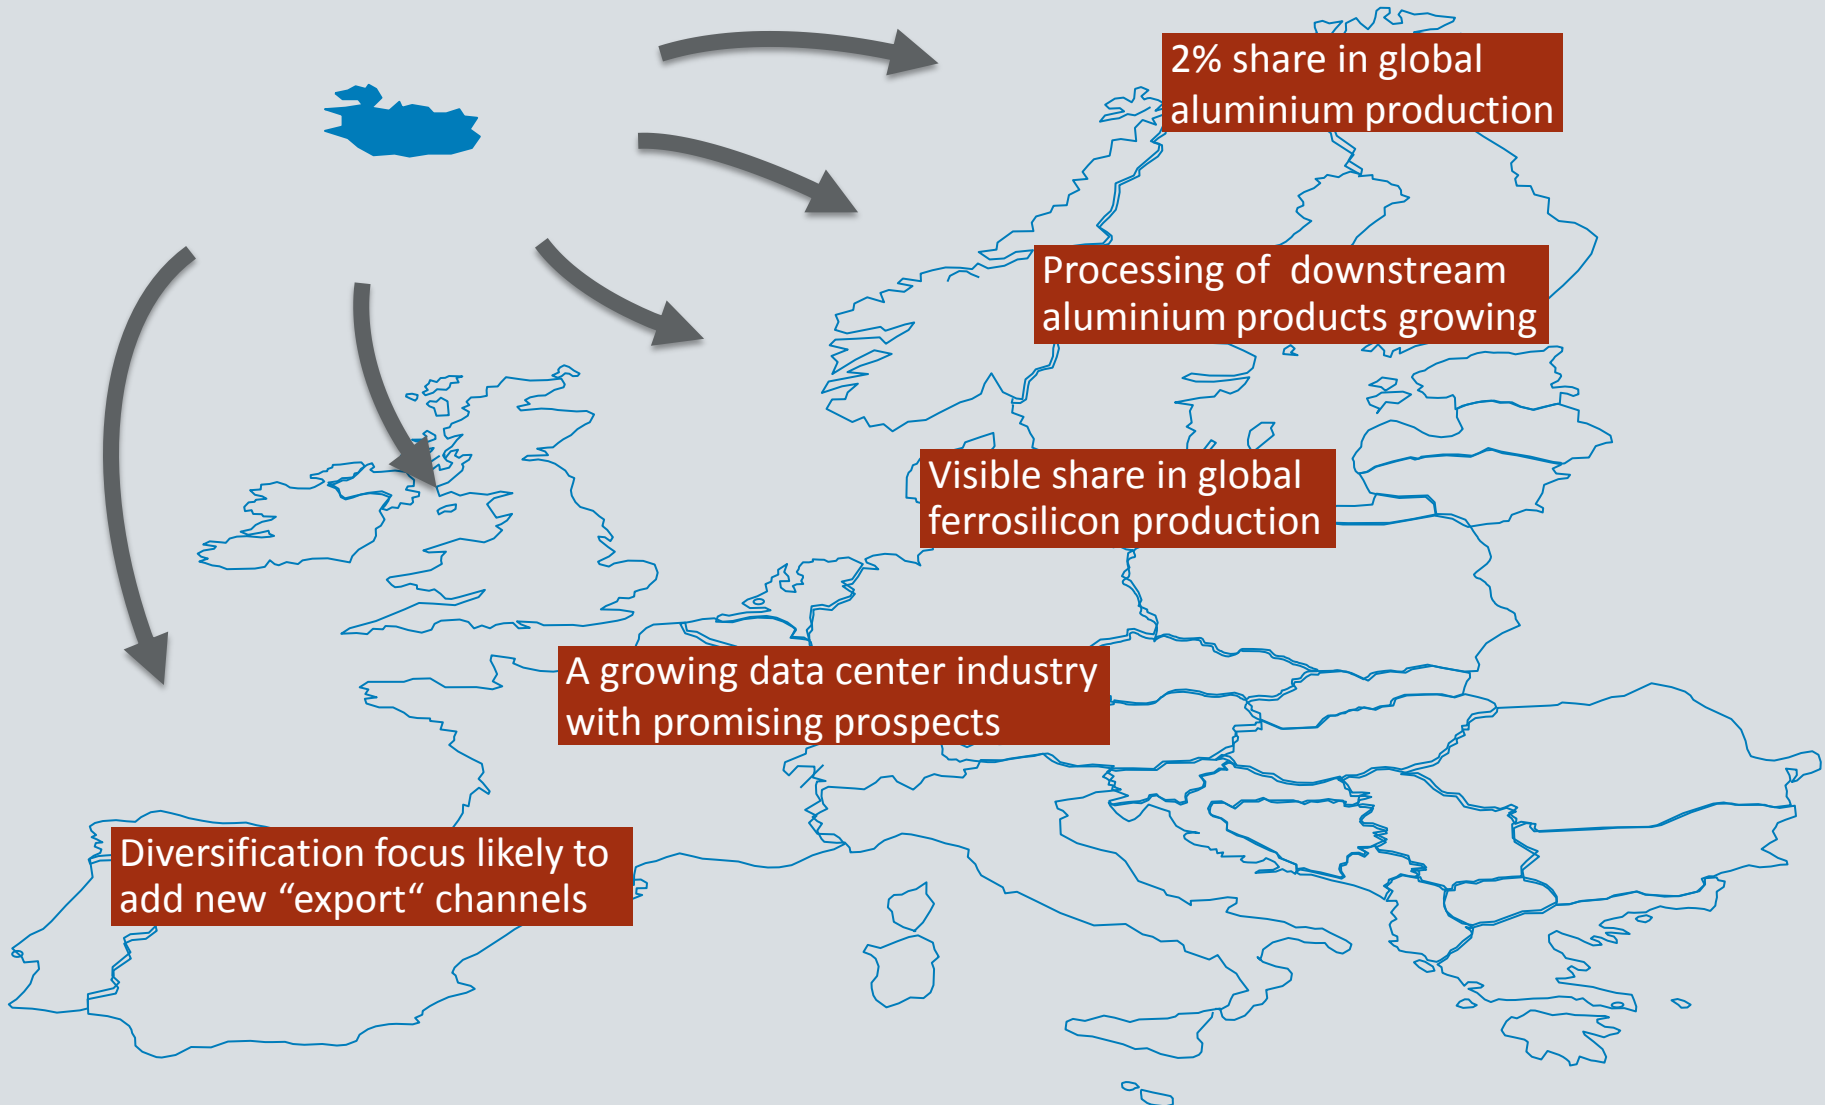 2% share in global
aluminium production
Processing of  downstream
aluminium products growing
Visible share in global
ferrosilicon production
A growing data center industry
with promising prospects
Diversification focus likely to
add new “export“ channels